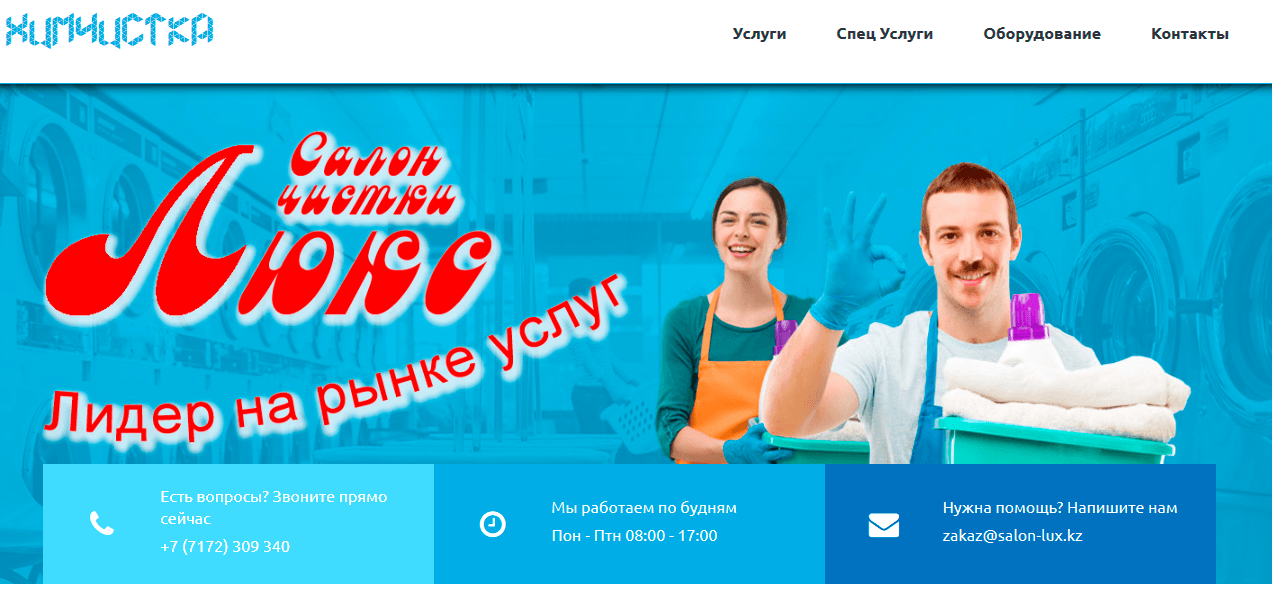 ХИМЧИСТКА
Услуги
Спец Услуги
Оборудование
Контакты
Салон
чистки
Люкс
Лидер на рынке услуг
Есть вопросы? Звоните прямо
сейчас
+7 (7172) 309 340
Мы работаем по будням
Пон - Птн 08:00 - 17:00
Нужна помощь? Напишите нам
zakaz@salon-lux.kz